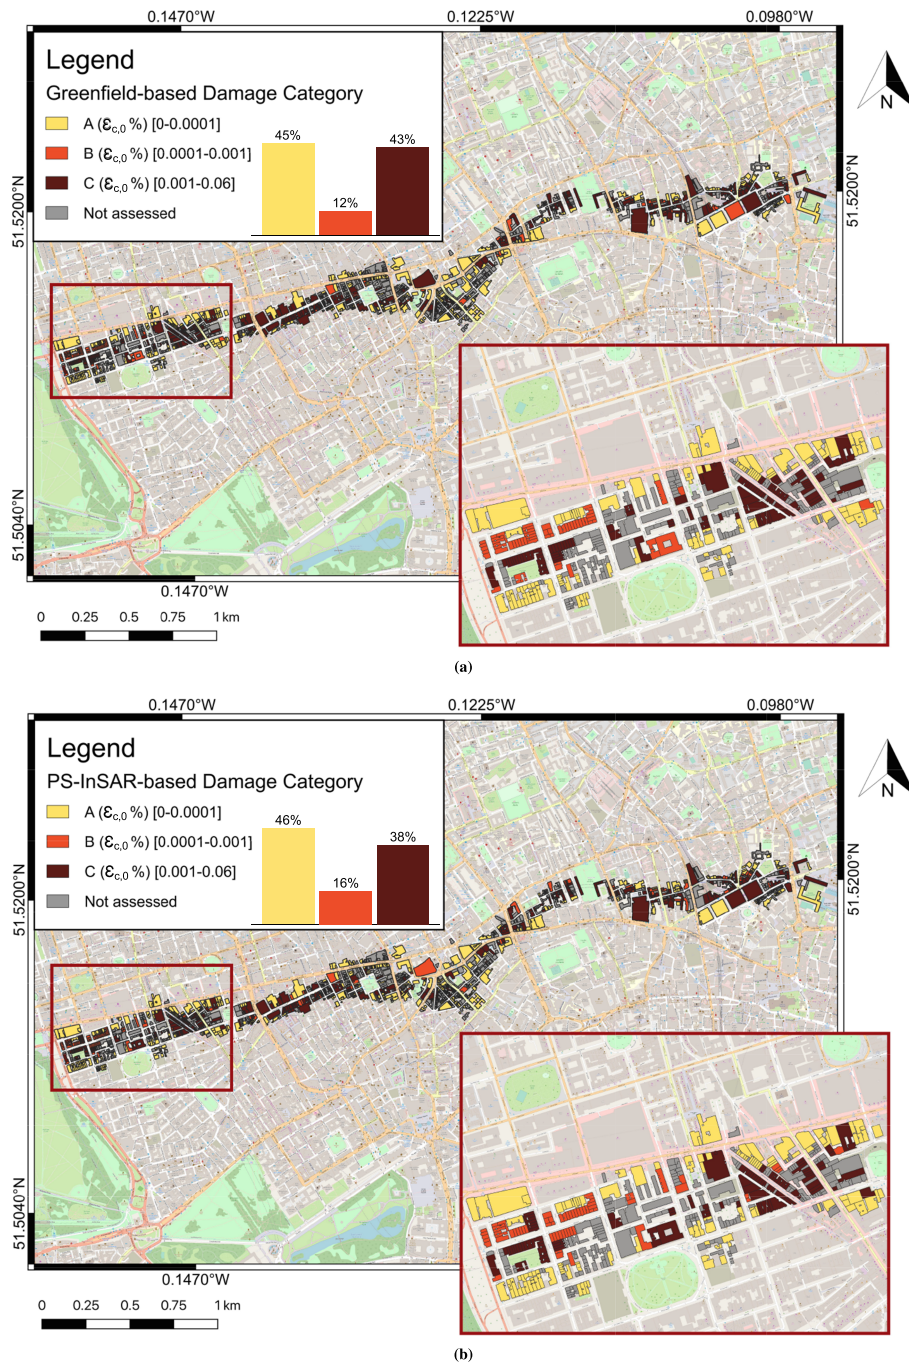 0.1470°W 0.1225°W 0.0980°W
Legend
Greenfield-based Damage Category
A (ε_c,0 %) [0-0.0001]
B (ε_c,0 %) [0.0001-0.001]
C (ε_c,0 %) [0.001-0.06]
Not assessed
45%
12%
43%
N
51.5200°N
51.5200°N
51.5040°N
0.1470°W
0 0.25 0.5 0.75 1 km
(a)
0.1470°W 0.1225°W 0.0980°W
Legend
PS-InSAR-based Damage Category
A (ε_c,0 %) [0-0.0001]
B (ε_c,0 %) [0.0001-0.001]
C (ε_c,0 %) [0.001-0.06]
Not assessed
46%
16%
38%
N
51.5200°N
51.5200°N
51.5040°N
0.1470°W
0 0.25 0.5 0.75 1 km
(b)